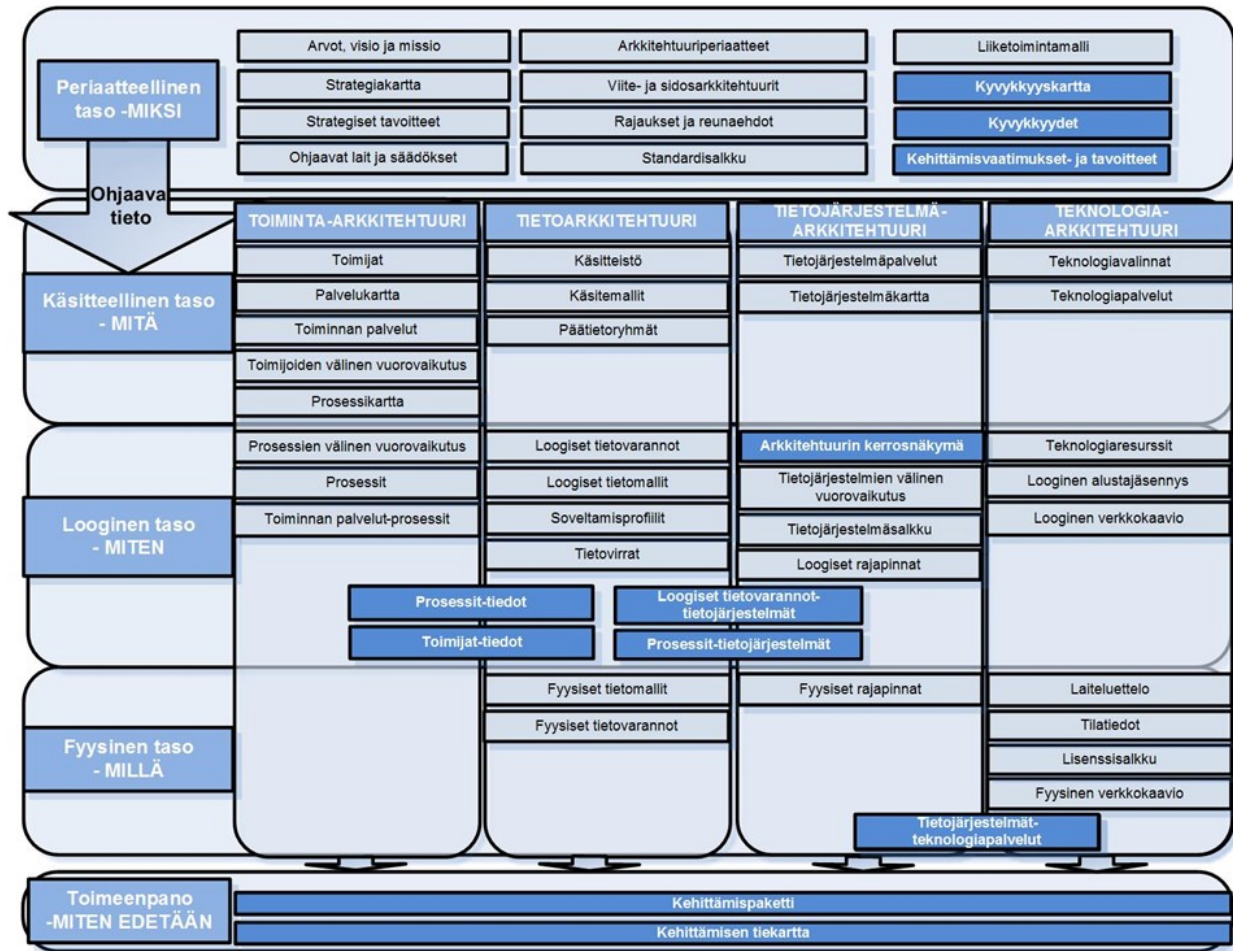 Periaatteellinen
taso -MIKSI
Arvot, visio ja missio
Strategiakartta
Strategiset tavoitteet
Ohjaavat lait ja säädökset
Arkkitehtuuriperiaatteet
Viite- ja sidosarkkitehtuurit
Rajaukset ja reunaehdot
Standardisalkku
Liiketoimintamalli
Kyvykkyyskartta
Kyvykkyydet
Kehittämisvaatimukset- ja tavoitteet
Ohjaava
tieto
TOIMINTA-ARKKITEHTUURI
TIETOARKKITEHTUURI
TIETOJÄRJESTELMÄ-
ARKKITEHTUURI
TEKNOLOGIA-
ARKKITEHTUURI
Käsitteellinen taso
- MITÄ
Toimijat
Palvelukartta
Toiminnan palvelut
Toimijoiden välinen vuorovaikutus
Prosessikartta
Käsitteistö
Käsitemallit
Päätietoryhmät
Tietojärjestelmäpalvelut
Tietojärjestelmäkartta
Teknologiavalinnat
Teknologiapalvelut
Looginen taso
- MITEN
Prosessien välinen vuorovaikutus
Prosessit
Toiminnan palvelut-prosessit
Loogiset tietovarannot
Loogiset tietomallit
Soveltamisprofiilit
Tietovirrat
Arkkitehtuurin kerrosnäkymä
Tietojärjestelmien välinen
vuorovaikutus
Tietojärjestelmäsalkku
Loogiset rajapinnat
Teknologiaresurssit
Looginen alustajäsennys
Looginen verkkokaavio
Prosessit-tiedot
Toimijat-tiedot
Loogiset tietovarannot-
tietojärjestelmät
Prosessit-tietojärjestelmät
Fyysinen taso
- MILLÄ
Fyysiset tietomallit
Fyysiset tietovarannot
Fyysiset rajapinnat
Laiteluettelo
Tilatiedot
Lisenssisalkku
Fyysinen verkkokaavio
Tietojärjestelmät-
teknologiapalvelut
Toimeenpano
-MITEN EDETÄÄN
Kehittämispaketti
Kehittämisen tiekartta